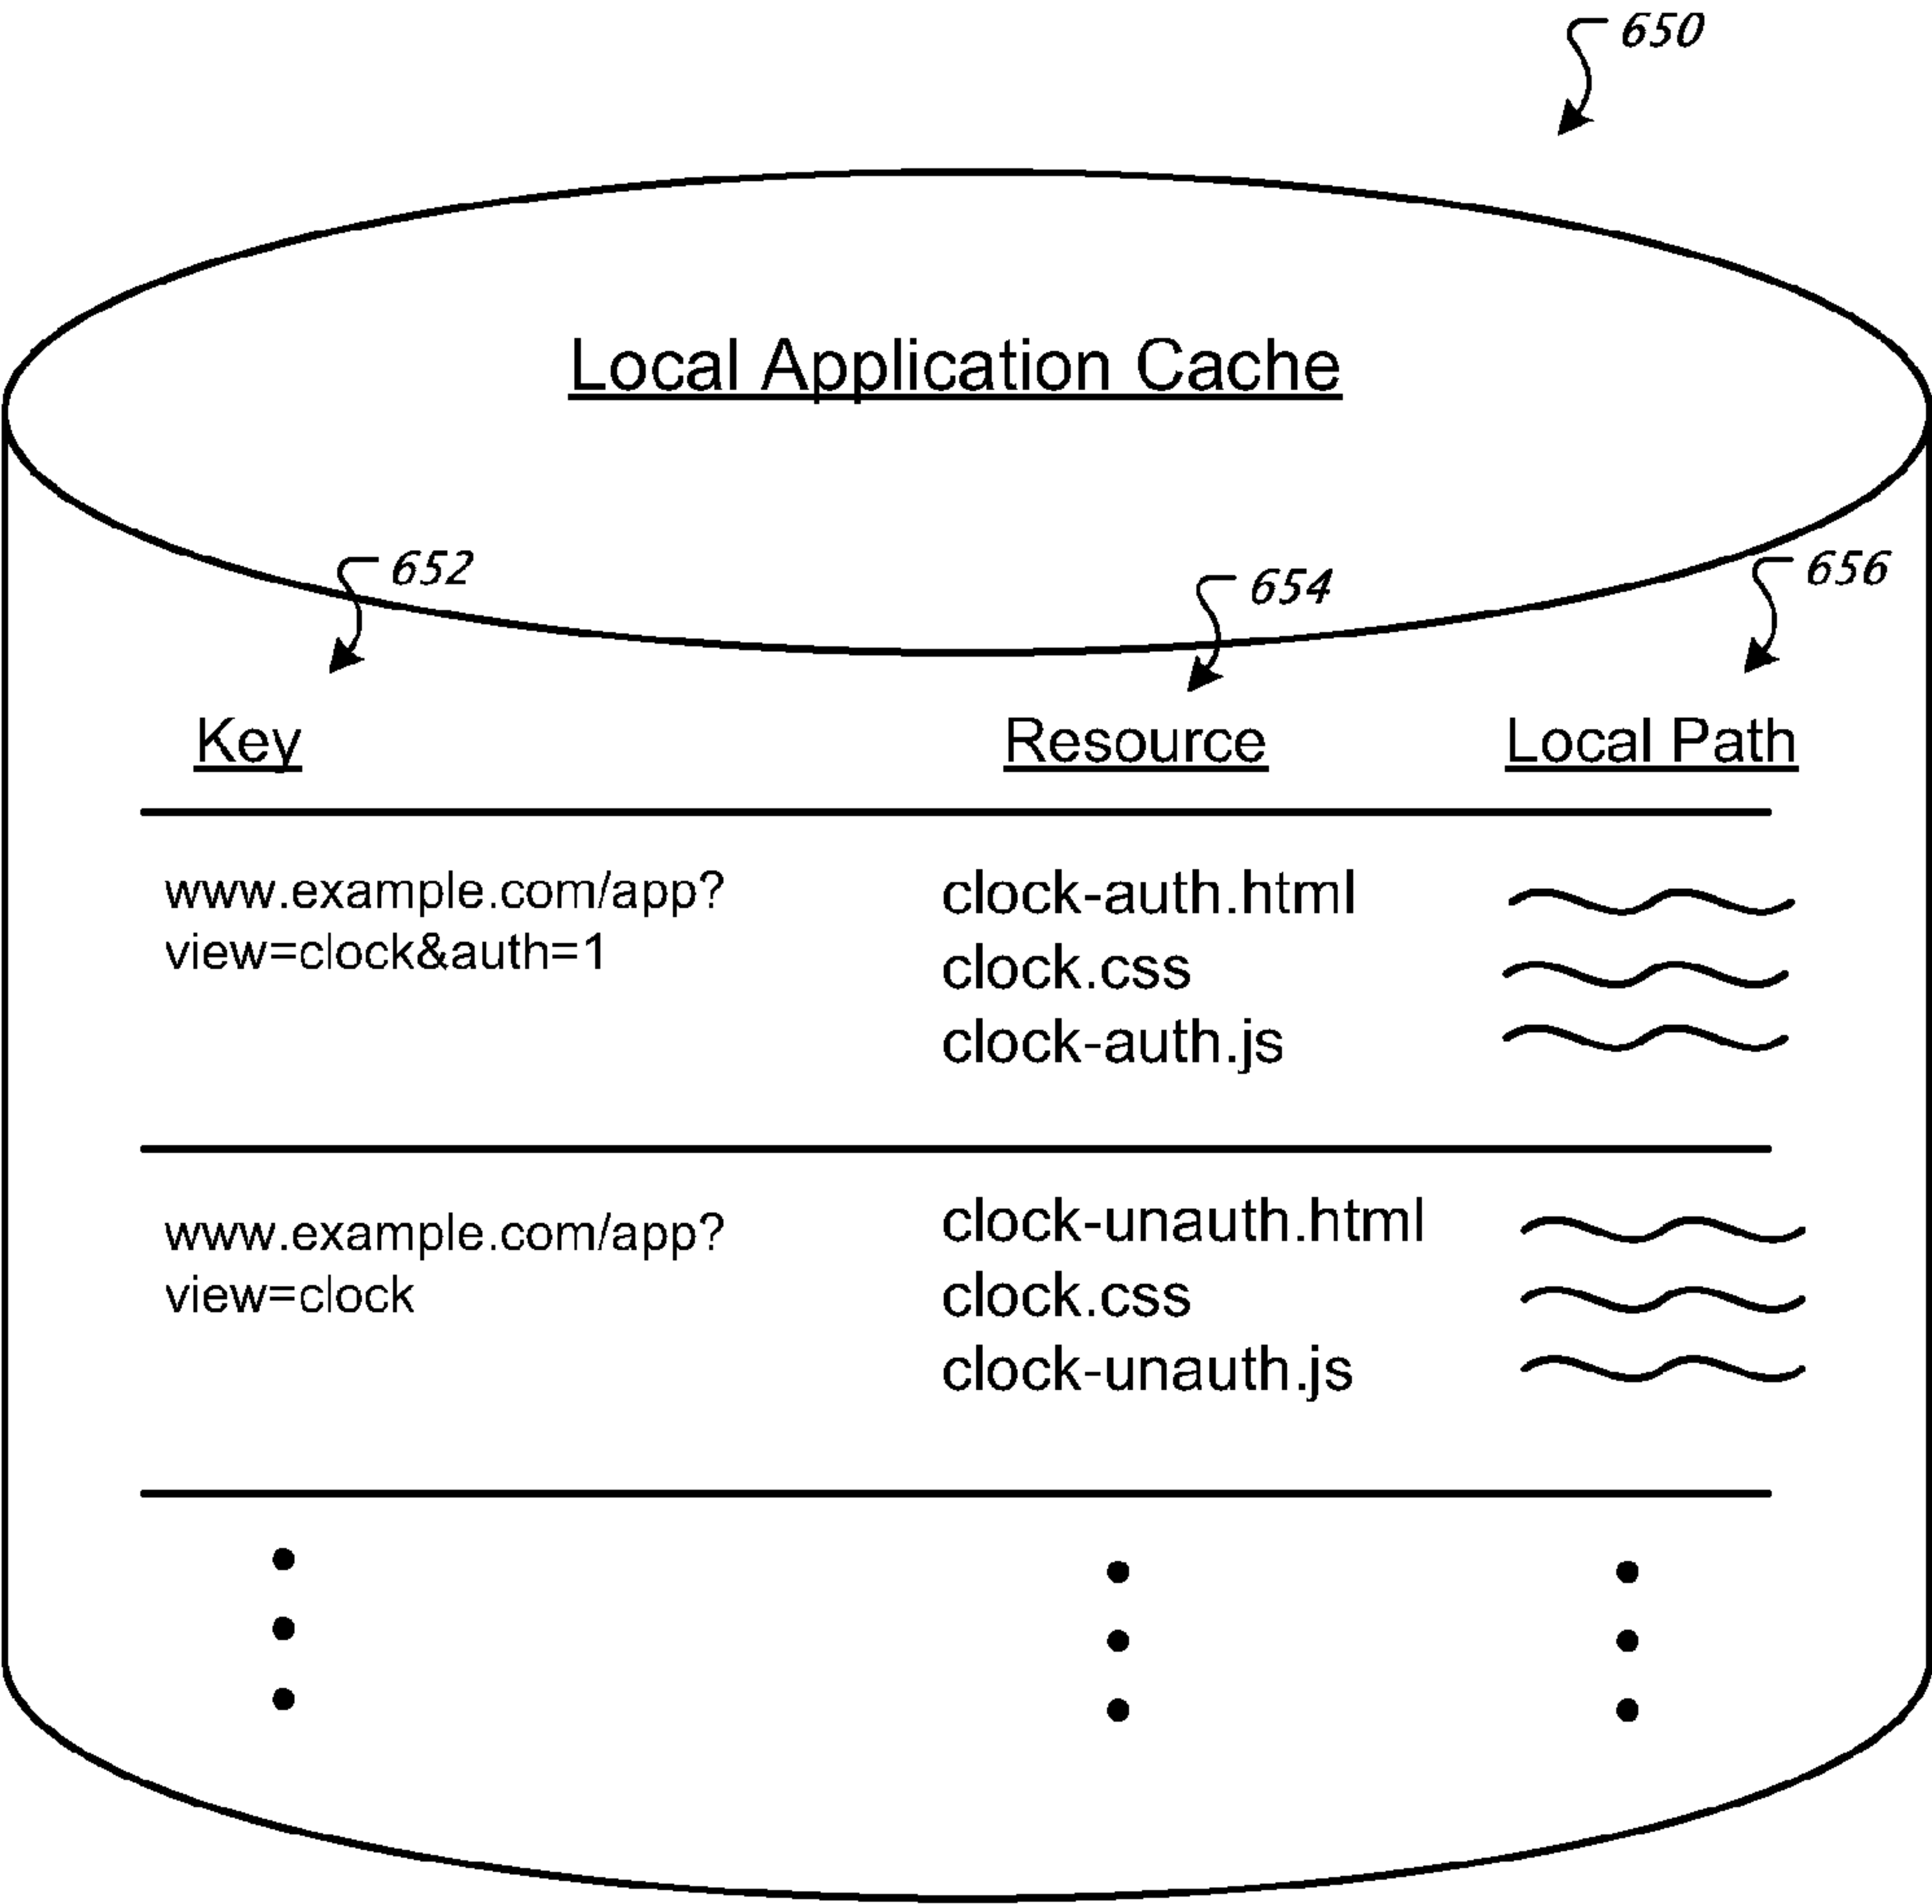 650
Local Application Cache
652
654
656
Key
Resource
Local Path
www.example.com/app?
view=clock&auth=1
clock-auth.html
clock.css
clock-auth.js
www.example.com/app?
view=clock
clock-unauth.html
clock.css
clock-unauth.js